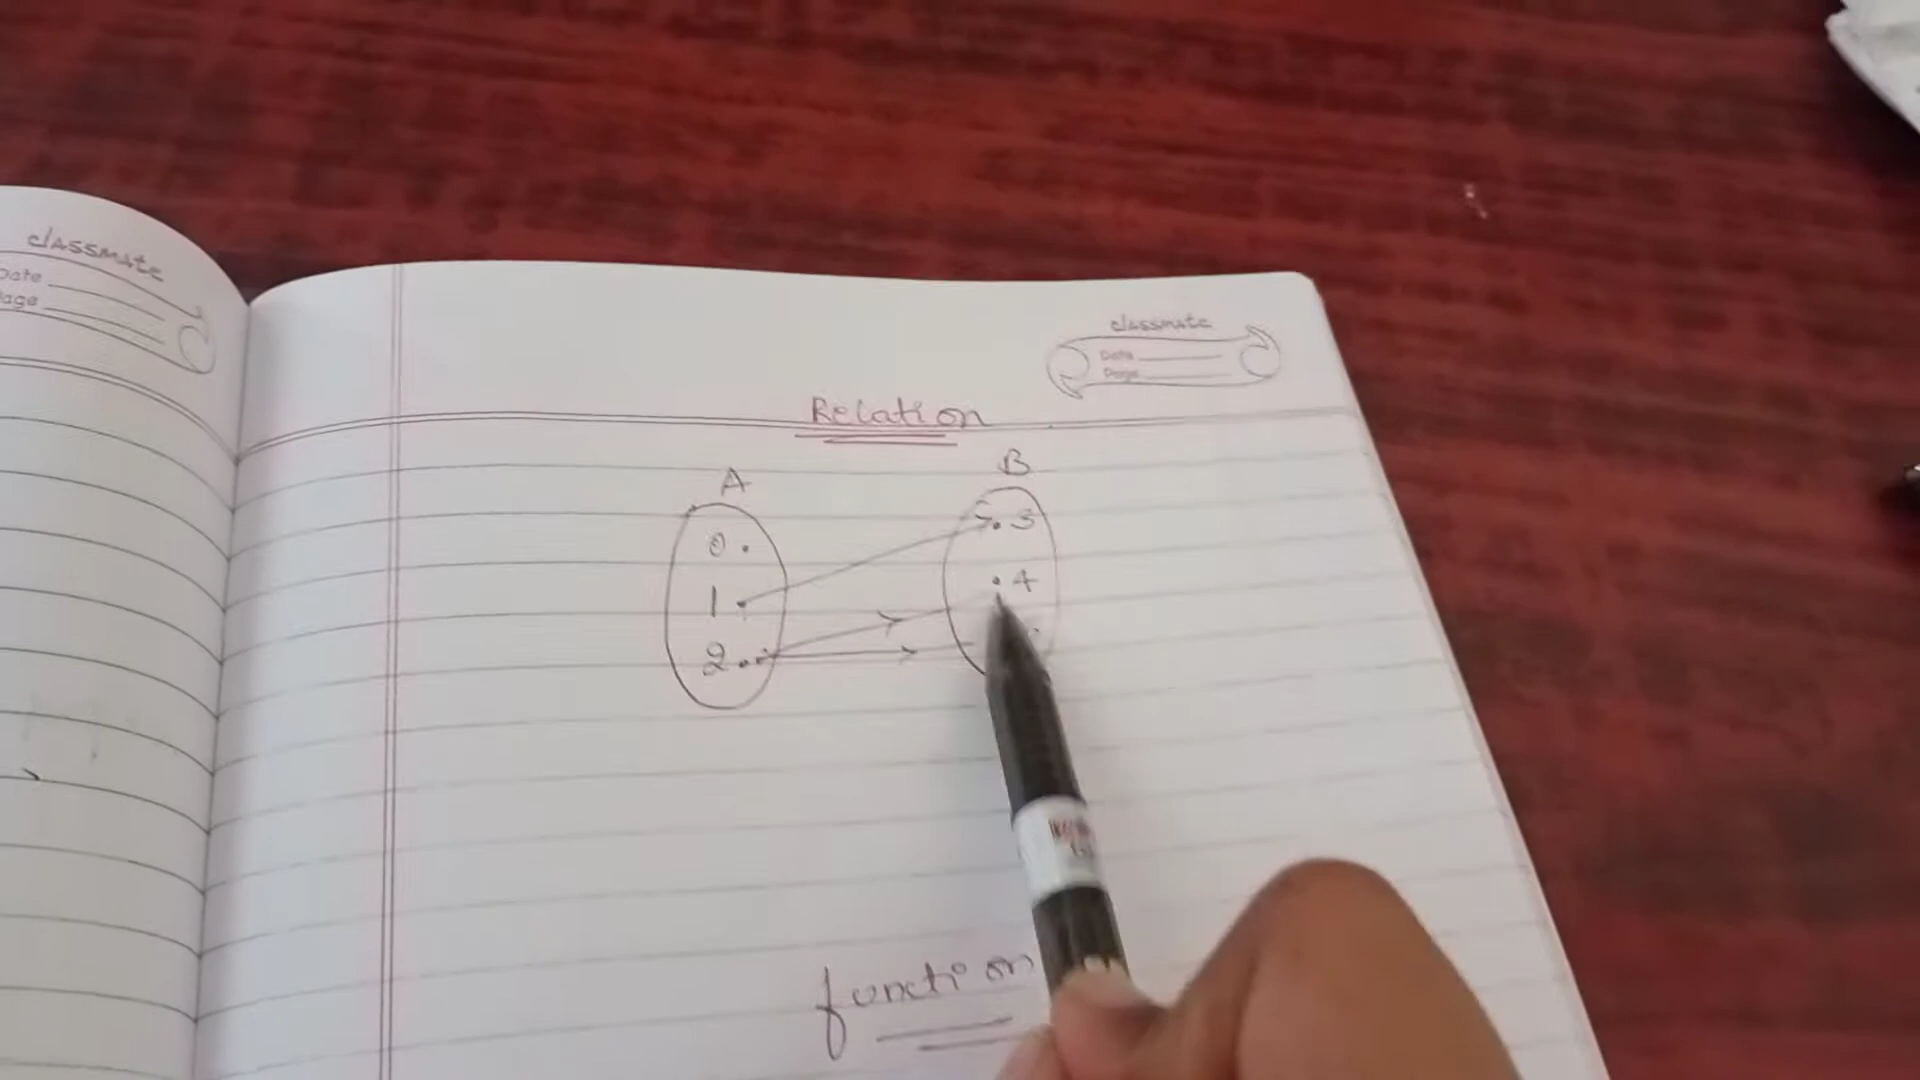 classmate
Date
Page
classmate
Date
Page
Relation
A B
0 3
1 4
2
function